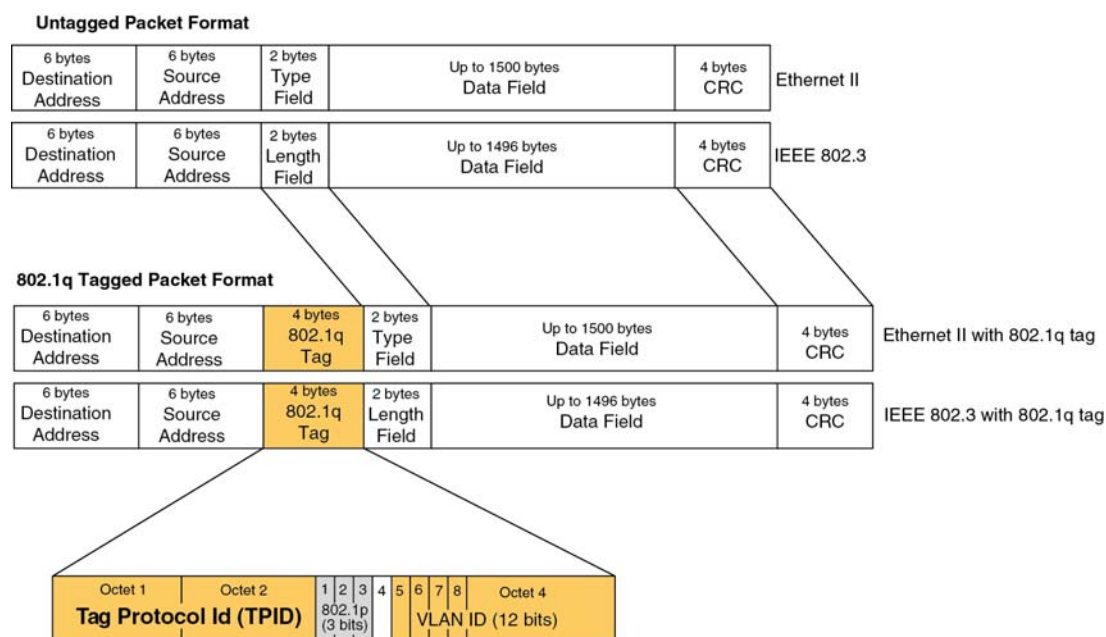 Untagged Packet Format
6 bytes
Destination
Address
6 bytes
Source
Address
2 bytes
Type
Field
Up to 1500 bytes
Data Field
4 bytes
CRC
Ethernet II
6 bytes
Destination
Address
6 bytes
Source
Address
2 bytes
Length
Field
Up to 1496 bytes
Data Field
4 bytes
CRC
IEEE 802.3
802.1q Tagged Packet Format
6 bytes
Destination
Address
6 bytes
Source
Address
4 bytes
802.1q
Tag
2 bytes
Type
Field
Up to 1500 bytes
Data Field
4 bytes
CRC
Ethernet II with 802.1q tag
6 bytes
Destination
Address
6 bytes
Source
Address
4 bytes
802.1q
Tag
2 bytes
Length
Field
Up to 1496 bytes
Data Field
4 bytes
CRC
IEEE 802.3 with 802.1q tag
Octet 1
Octet 2
Tag Protocol Id (TPID)
1 2 3 4 5 6 7 8
802.1p
(3 bits)
Octet 4
VLAN ID (12 bits)